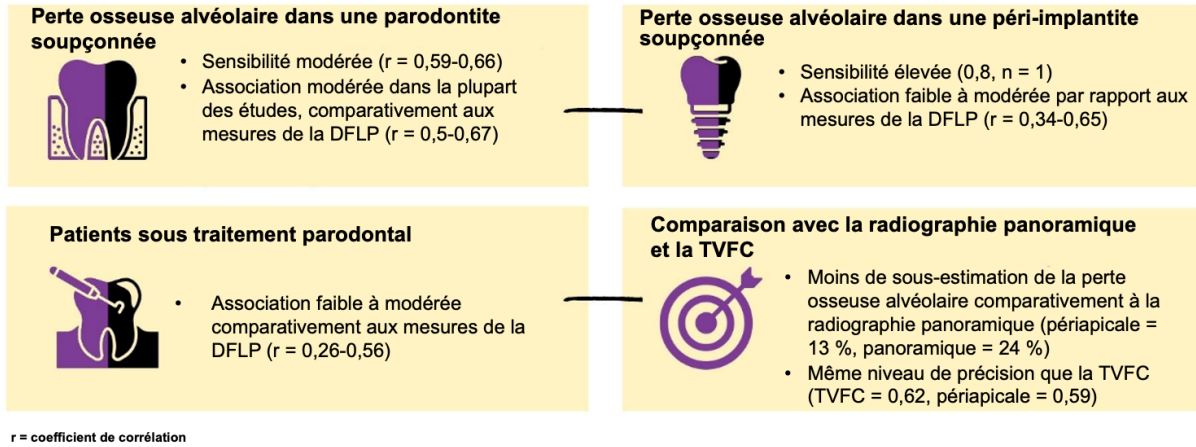 Perte osseuse alvéolaire dans une parodontite
soupçonnée
• Sensibilité modérée (r = 0,59-0,66)
• Association modérée dans la plupart
des études, comparativement aux
mesures de la DFLP (r = 0,5-0,67)
Perte osseuse alvéolaire dans une péri-implantite
soupçonnée
• Sensibilité élevée (0,8, n = 1)
• Association faible à modérée par rapport aux
mesures de la DFLP (r = 0,34-0,65)
Patients sous traitement parodontal
• Association faible à modérée
comparativement aux mesures de la
DFLP (r = 0,26-0,56)
Comparaison avec la radiographie panoramique
et la TVFC
• Moins de sous-estimation de la perte
osseuse alvéolaire comparativement à la
radiographie panoramique (périapicale =
13 %, panoramique = 24 %)
• Même niveau de précision que la TVFC
(TVFC = 0,62, périapicale = 0,59)
r = coefficient de corrélation